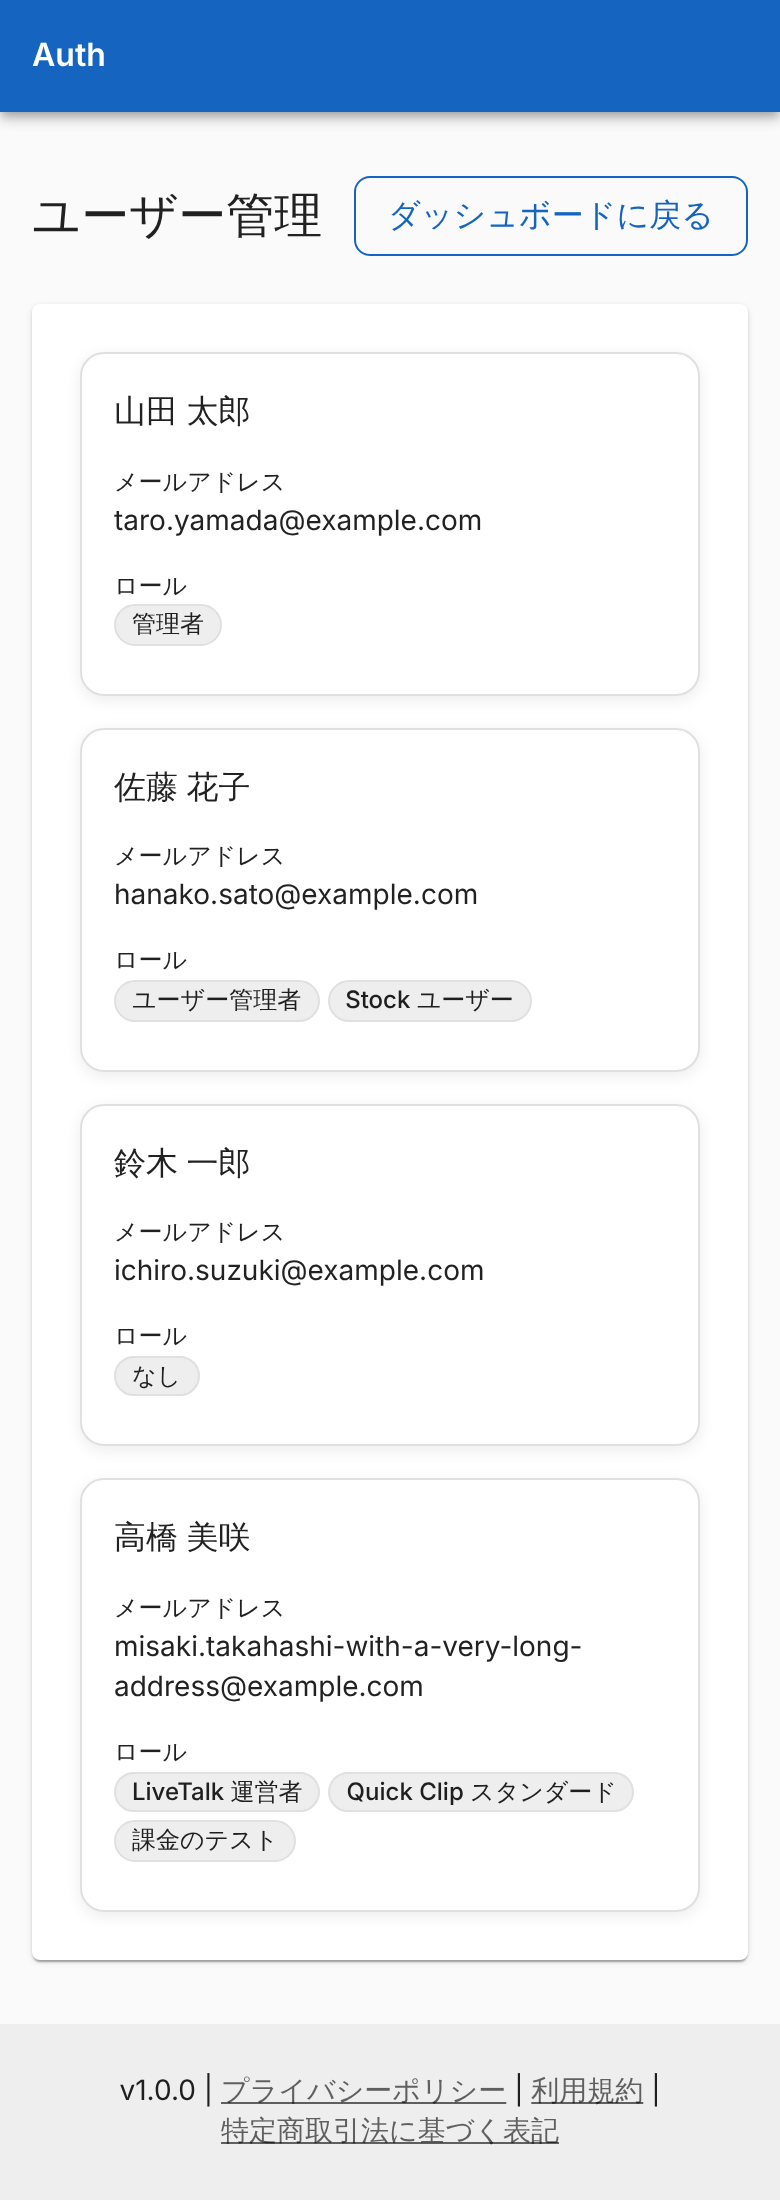 Auth
ユーザー管理
ダッシュボードに戻る
山田 太郎
メールアドレス
taro.yamada@example.com
ロール
管理者
佐藤 花子
メールアドレス
hanako.sato@example.com
ロール
ユーザー管理者 Stock ユーザー
鈴木 一郎
メールアドレス
ichiro.suzuki@example.com
ロール
なし
高橋 美咲
メールアドレス
misaki.takahashi-with-a-very-long-
address@example.com
ロール
LiveTalk 運営者 Quick Clip スタンダード
課金のテスト
v1.0.0 | プライバシーポリシー | 利用規約 |
特定商取引法に基づく表記